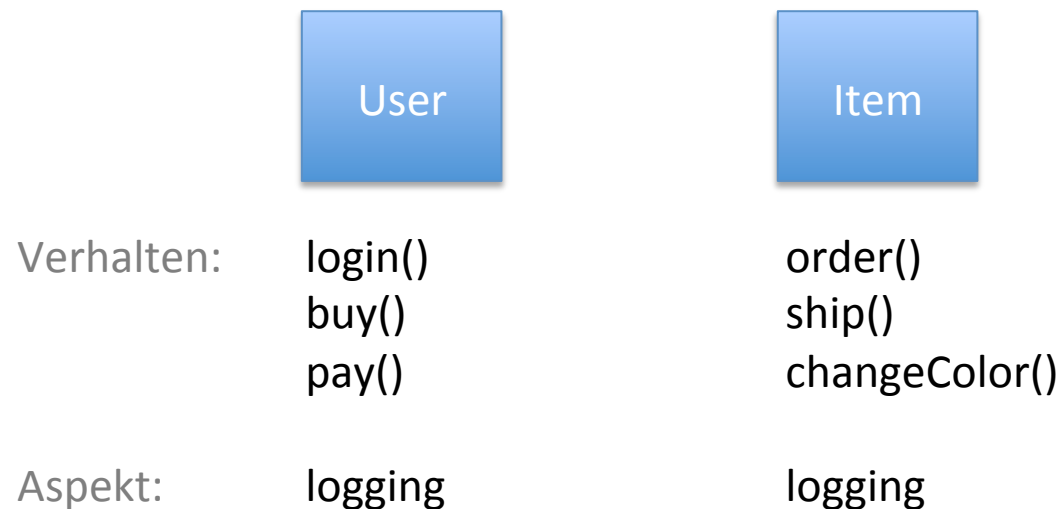 User Item
Verhalten: login() order()
buy() ship()
pay() changeColor()
Aspekt: logging logging